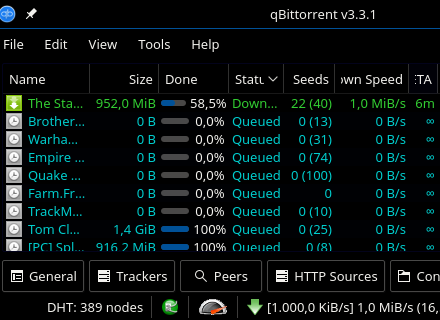 qBittorrent v3.3.1
File Edit View Tools Help
Name Size Done Statu Seeds wn Speed ETA
The Sta... 952,0 MiB 58,5% Down... 22 (40) 1,0 MiB/s 6m
Brother... 0 B 0,0% Queued 0 (13) 0 B/s ∞
Warha... 0 B 0,0% Queued 0 (31) 0 B/s ∞
Empire ... 0 B 0,0% Queued 0 (74) 0 B/s ∞
Quake ... 0 B 0,0% Queued 0 (100) 0 B/s ∞
Farm.Fr... 0 B 0,0% Queued 0 0 B/s ∞
TrackM... 0 B 0,0% Queued 0 (10) 0 B/s ∞
Tom Cl... 1,4 GiB 100% Queued 0 (25) 0 B/s ∞
[PC] Spl... 916,2 MiB 100% Queued 0 (8) 0 B/s ∞
General Trackers Peers HTTP Sources Con
DHT: 389 nodes [1.000,0 KiB/s] 1,0 MiB/s (16,